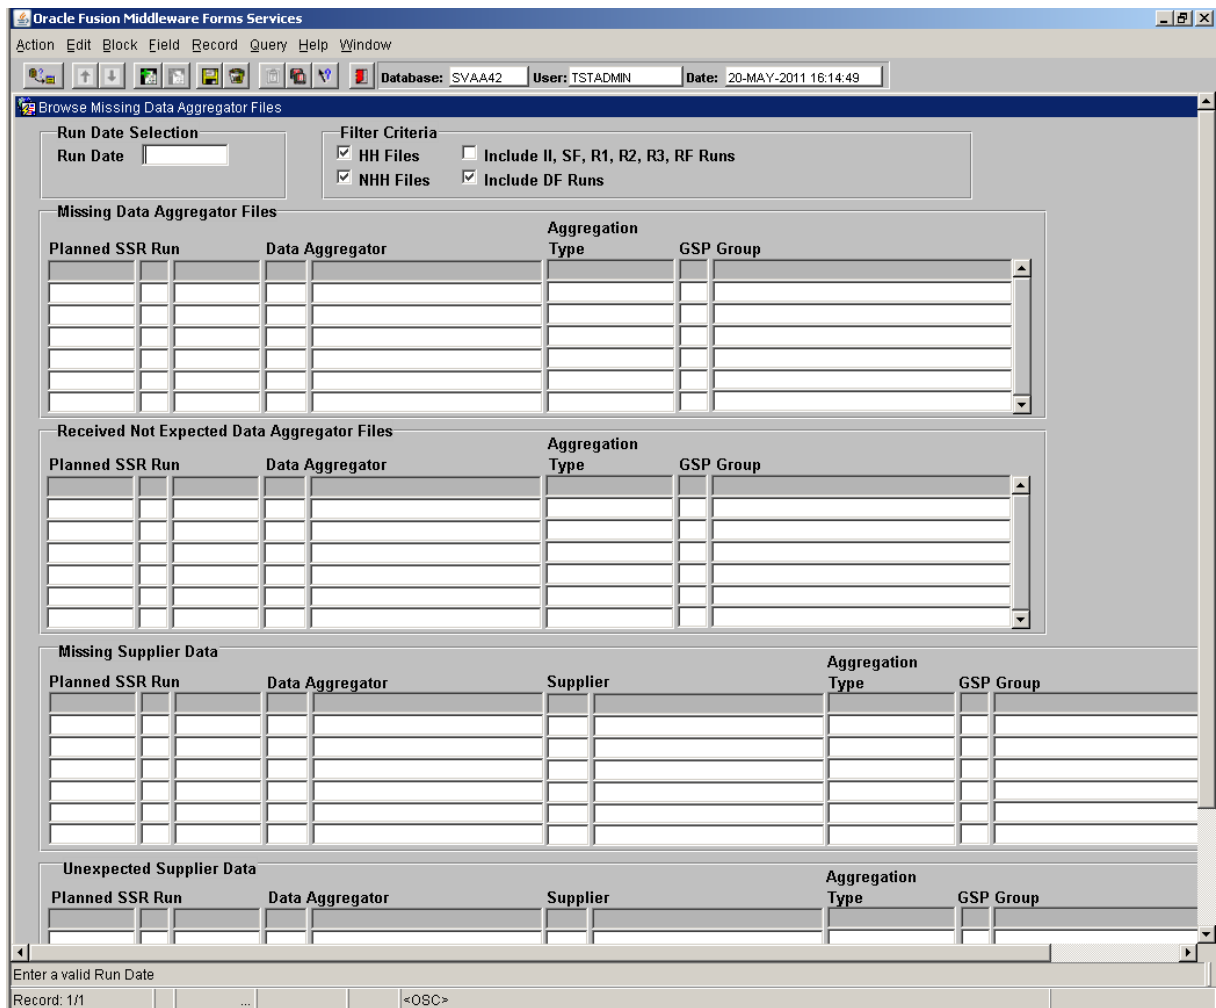 Oracle Fusion Middleware Forms Services
Action Edit Block Field Record Query Help Window
Database: SVAA42 User: TSTADMIN Date: 20-MAY-2011 16:14:49
Browse Missing Data Aggregator Files
Run Date Selection Filter Criteria
Run Date HH Files Include II, SF, R1, R2, R3, RF Runs
NHH Files Include DF Runs
Missing Data Aggregator Files
Aggregation
Planned SSR Run Data Aggregator Type GSP Group
Received Not Expected Data Aggregator Files
Aggregation
Planned SSR Run Data Aggregator Type GSP Group
Missing Supplier Data
Aggregation
Planned SSR Run Data Aggregator Supplier Type GSP Group
Unexpected Supplier Data
Aggregation
Planned SSR Run Data Aggregator Supplier Type GSP Group
Enter a valid Run Date
Record: 1/1 ... <OSC>